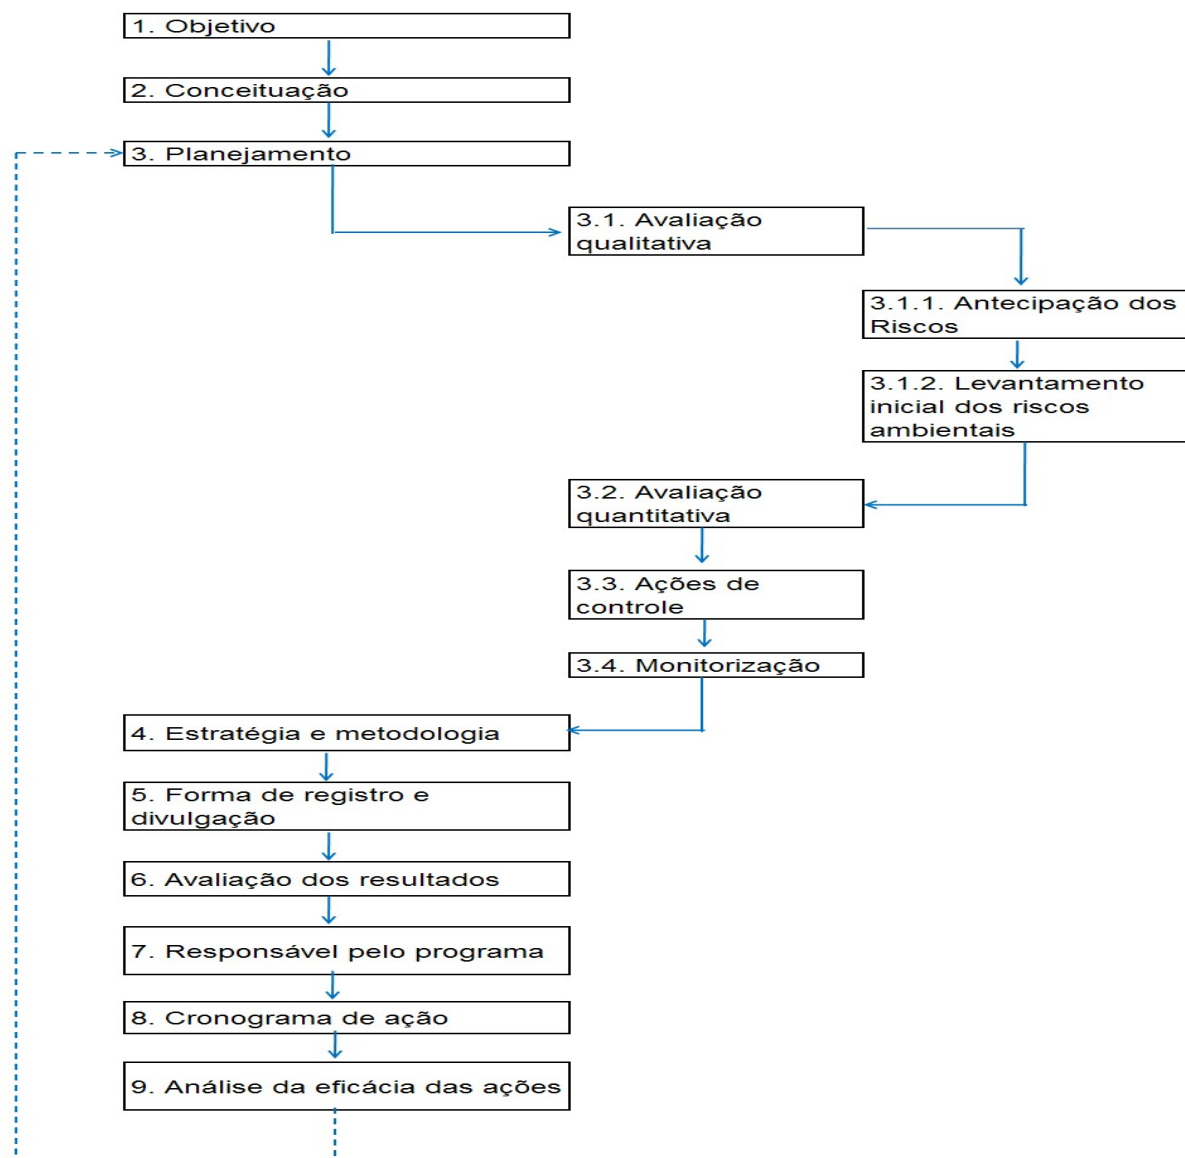 1. Objetivo
2. Conceituação
3. Planejamento
3.1. Avaliação
qualitativa
3.1.1. Antecipação dos
Riscos
3.1.2. Levantamento
inicial dos riscos
ambientais
3.2. Avaliação
quantitativa
3.3. Ações de
controle
3.4. Monitorização
4. Estratégia e metodologia
5. Forma de registro e
divulgação
6. Avaliação dos resultados
7. Responsável pelo programa
8. Cronograma de ação
9. Análise da eficácia das ações